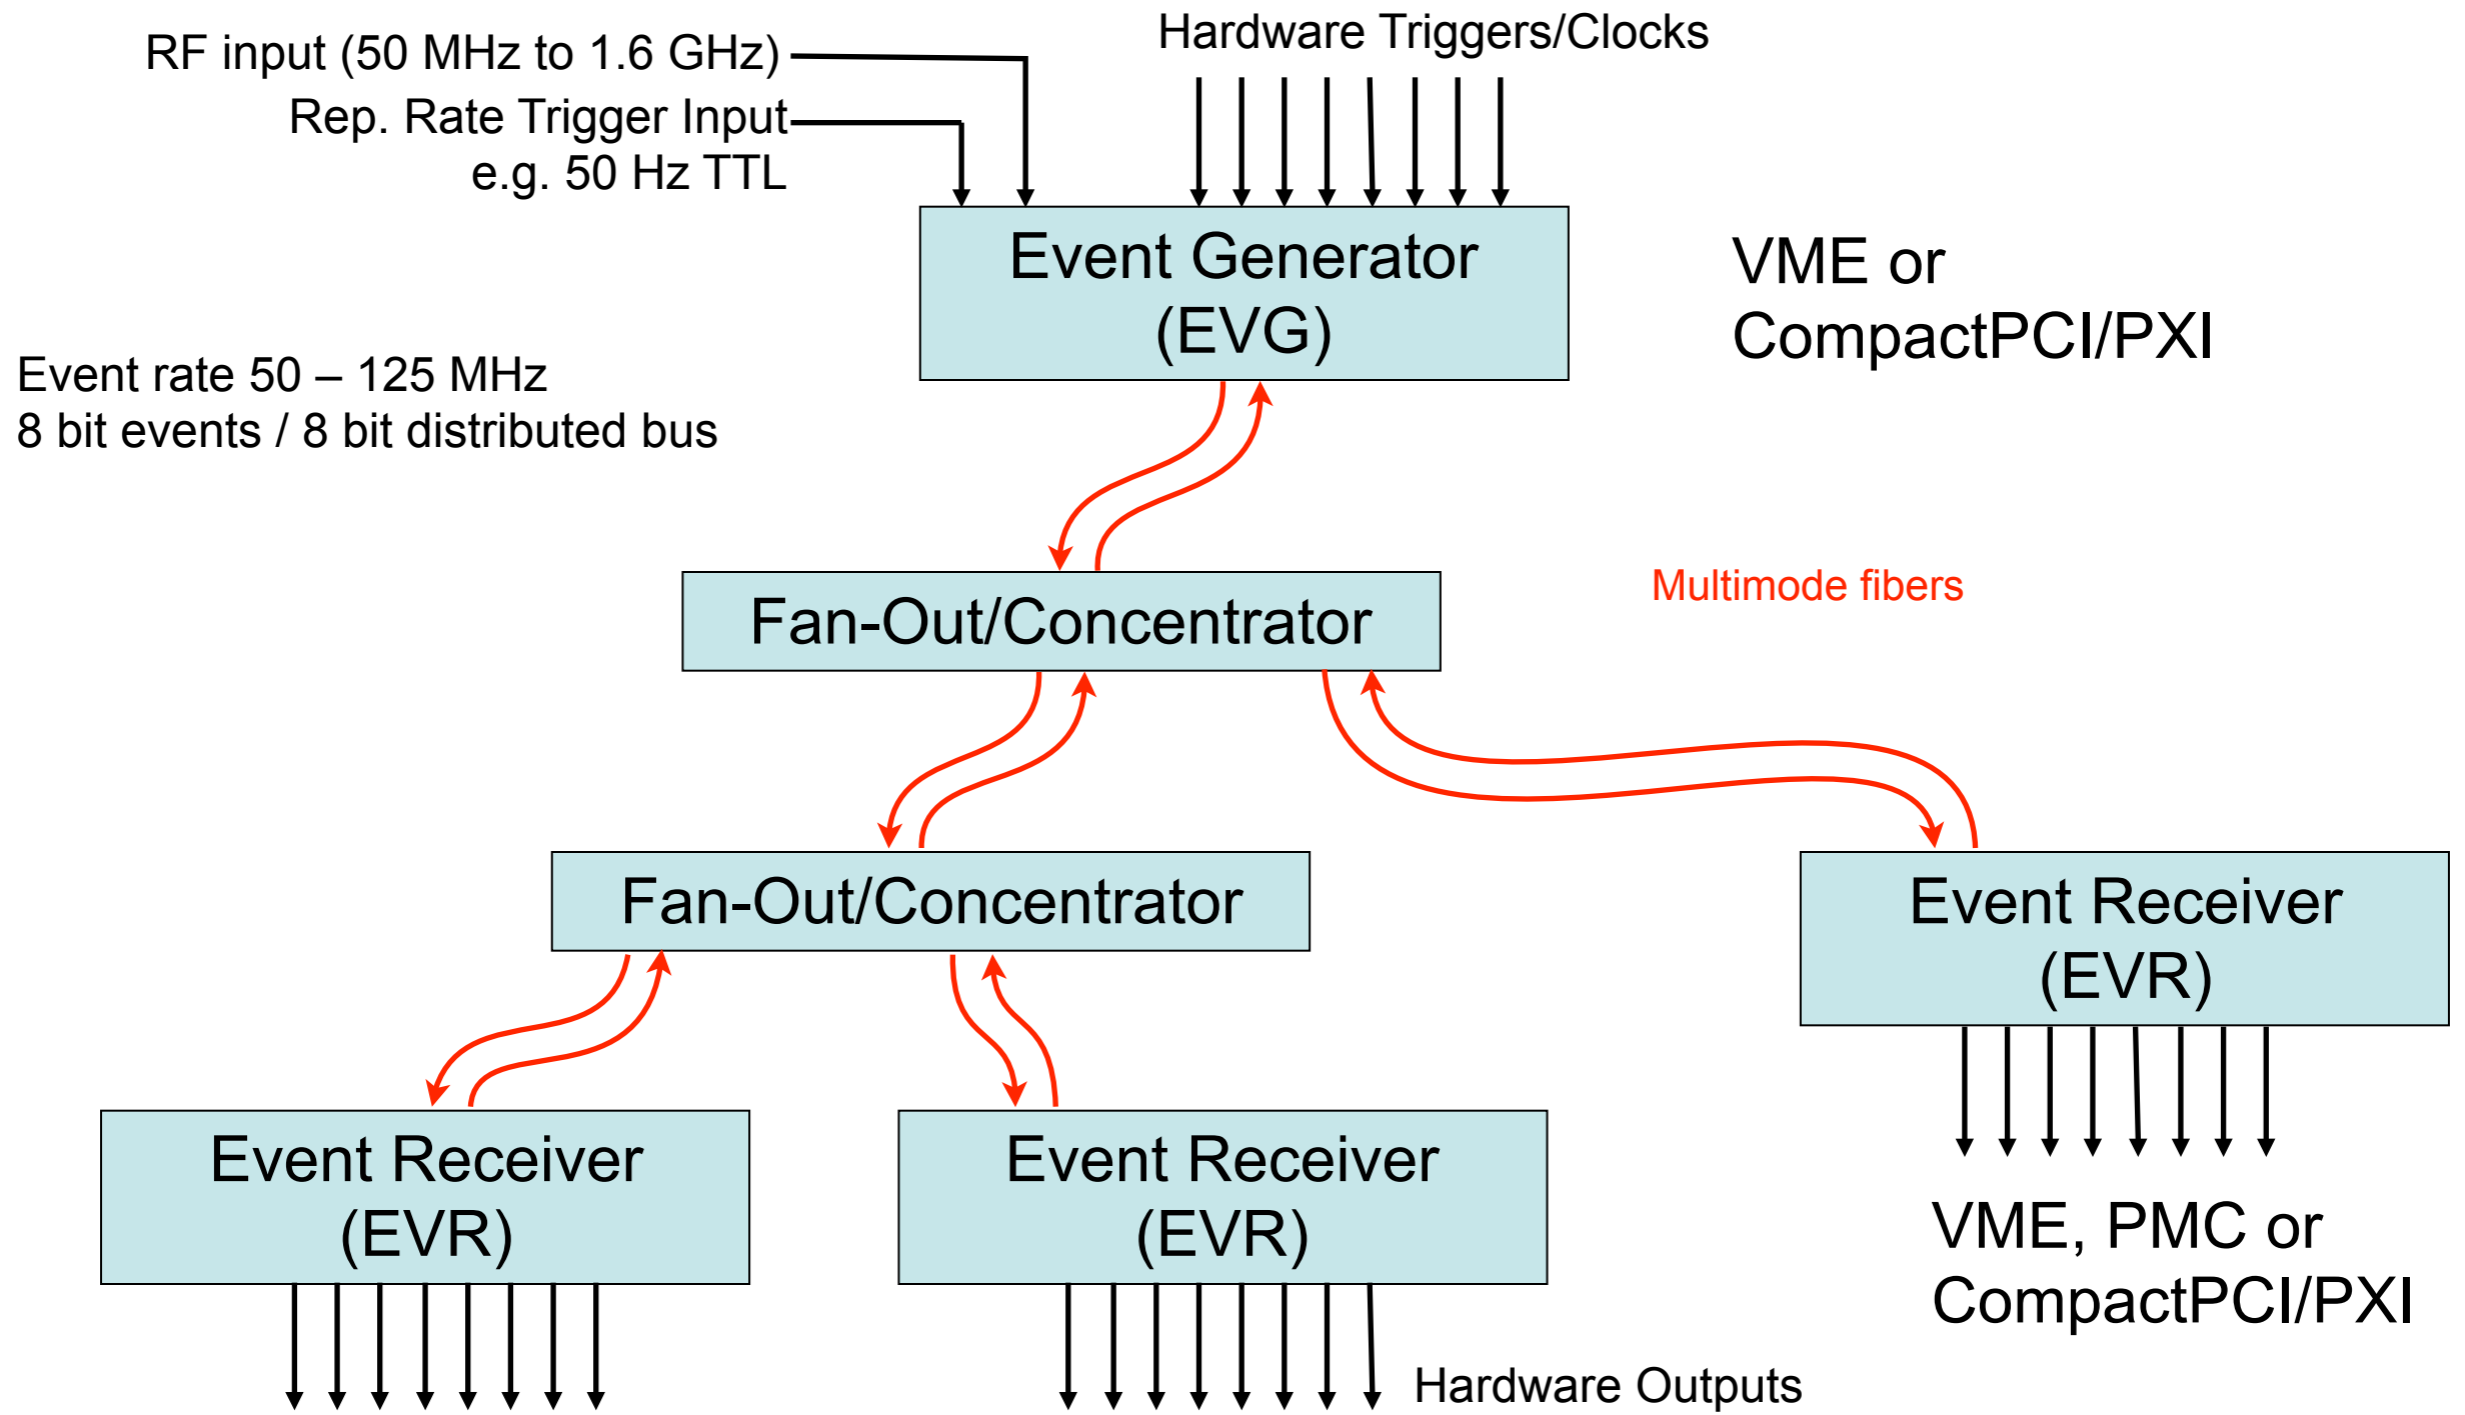 RF input (50 MHz to 1.6 GHz)
Hardware Triggers/Clocks
Rep. Rate Trigger Input
e.g. 50 Hz TTL
Event Generator
(EVG)
VME or
CompactPCI/PXI
Event rate 50 – 125 MHz
8 bit events / 8 bit distributed bus
Fan-Out/Concentrator
Multimode fibers
Fan-Out/Concentrator
Event Receiver
(EVR)
Event Receiver
(EVR)
Event Receiver
(EVR)
VME, PMC or
CompactPCI/PXI
Hardware Outputs